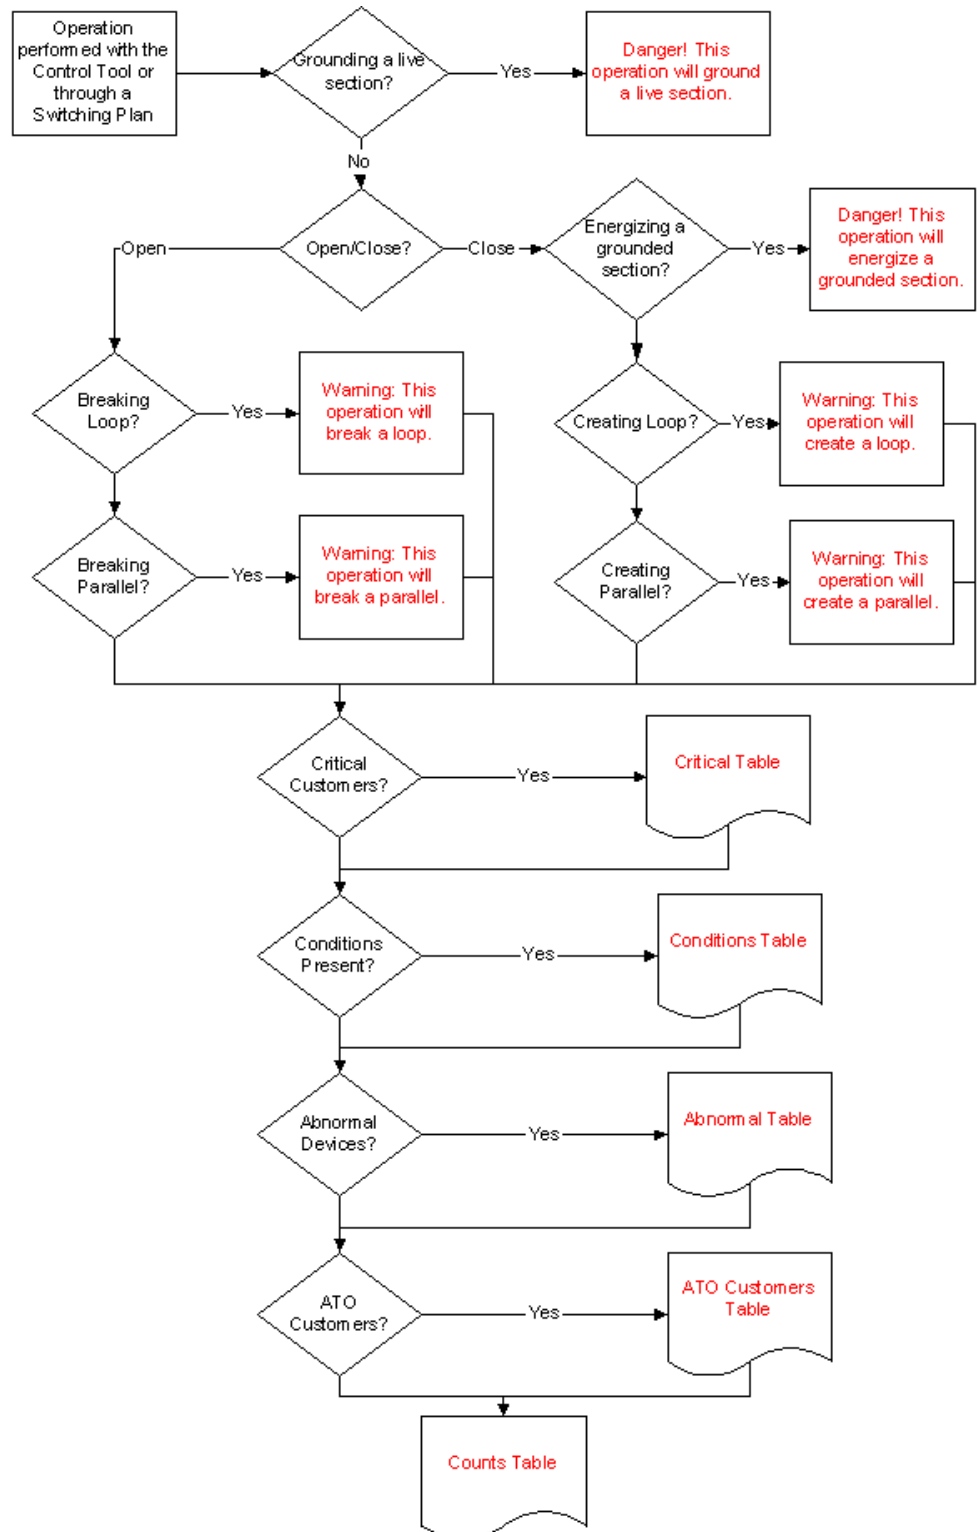 Operation
performed with the
Control Tool or
through a
Switching Plan
Grounding a live
section?
Yes
Danger! This
operation will ground
a live section.
No
Open/Close?
Open
Close
Energizing a
grounded
section?
Yes
Danger! This
operation will
energize a
grounded section.
Breaking
Loop?
Yes
Warning: This
operation will
break a loop.
Creating Loop?
Yes
Warning: This
operation will
create a loop.
Breaking
Parallel?
Yes
Warning: This
operation will
break a parallel.
Creating
Parallel?
Yes
Warning: This
operation will
create a parallel.
Critical
Customers?
Yes
Critical Table
Conditions
Present?
Yes
Conditions Table
Abnormal
Devices?
Yes
Abnormal Table
ATO
Customers?
Yes
ATO Customers
Table
Counts Table